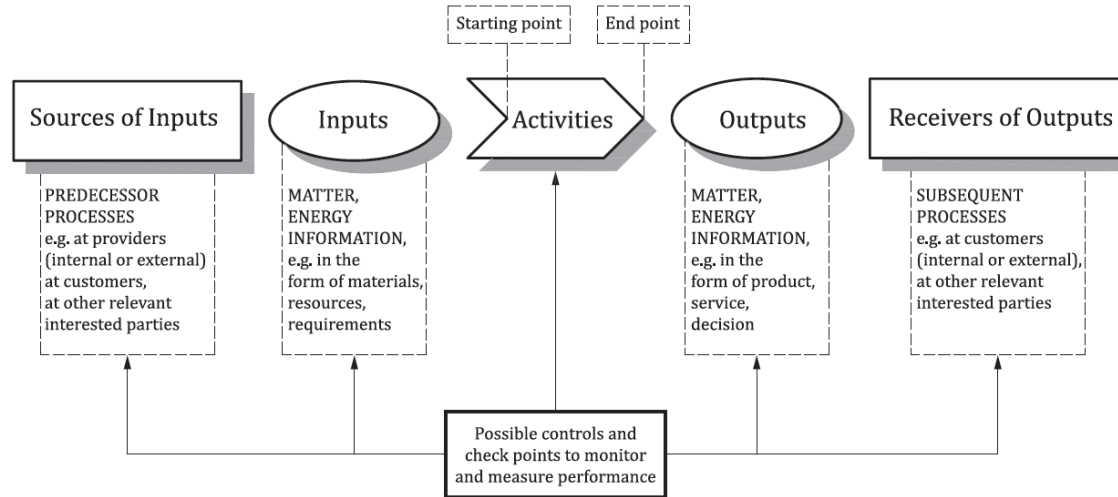 Starting point
End point
Sources of Inputs
Inputs
Activities
Outputs
Receivers of Outputs
PREDECESSOR
PROCESSES
e.g. at providers
(internal or external)
at customers,
at other relevant
interested parties
MATTER,
ENERGY
INFORMATION,
e.g. in the
form of materials,
resources,
requirements
MATTER,
ENERGY
INFORMATION,
e.g. in the
form of product,
service,
decision
SUBSEQUENT
PROCESSES
e.g. at customers
(internal or external),
at other relevant
interested parties
Possible controls and
check points to monitor
and measure performance